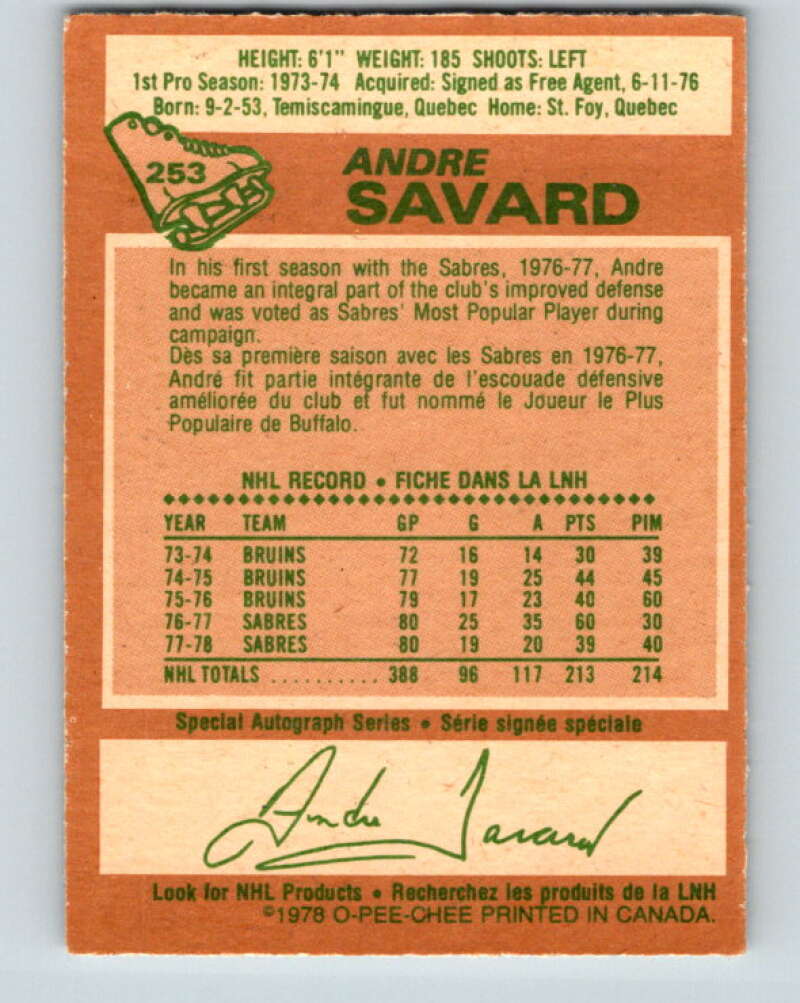 HEIGHT: 6'1" WEIGHT: 185 SHOOTS: LEFT
1st Pro Season: 1973-74 Acquired: Signed as Free Agent, 6-11-76
Born: 9-2-53, Temiscamingue, Quebec Home: St. Foy, Quebec
253
ANDRE
SAVARD
In his first season with the Sabres, 1976-77, Andre
became an integral part of the club's improved defense
and was voted as Sabres' Most Popular Player during
campaign.
Dès sa première saison avec les Sabres en 1976-77,
André fit partie intégrante de l'escouade défensive
améliorée du club et fut nommé le Joueur le Plus
Populaire de Buffalo.
NHL RECORD • FICHE DANS LA LNH
YEAR TEAM GP G A PTS PIM
73-74 BRUINS 72 16 14 30 39
74-75 BRUINS 77 19 25 44 45
75-76 BRUINS 79 17 23 40 60
76-77 SABRES 80 25 35 60 30
77-78 SABRES 80 19 20 39 40
NHL TOTALS .......... 388 96 117 213 214
Special Autograph Series • Série signée spéciale
Andre Savard
Look for NHL Products • Recherchez les produits de la LNH
©1978 O-PEE-CHEE PRINTED IN CANADA.